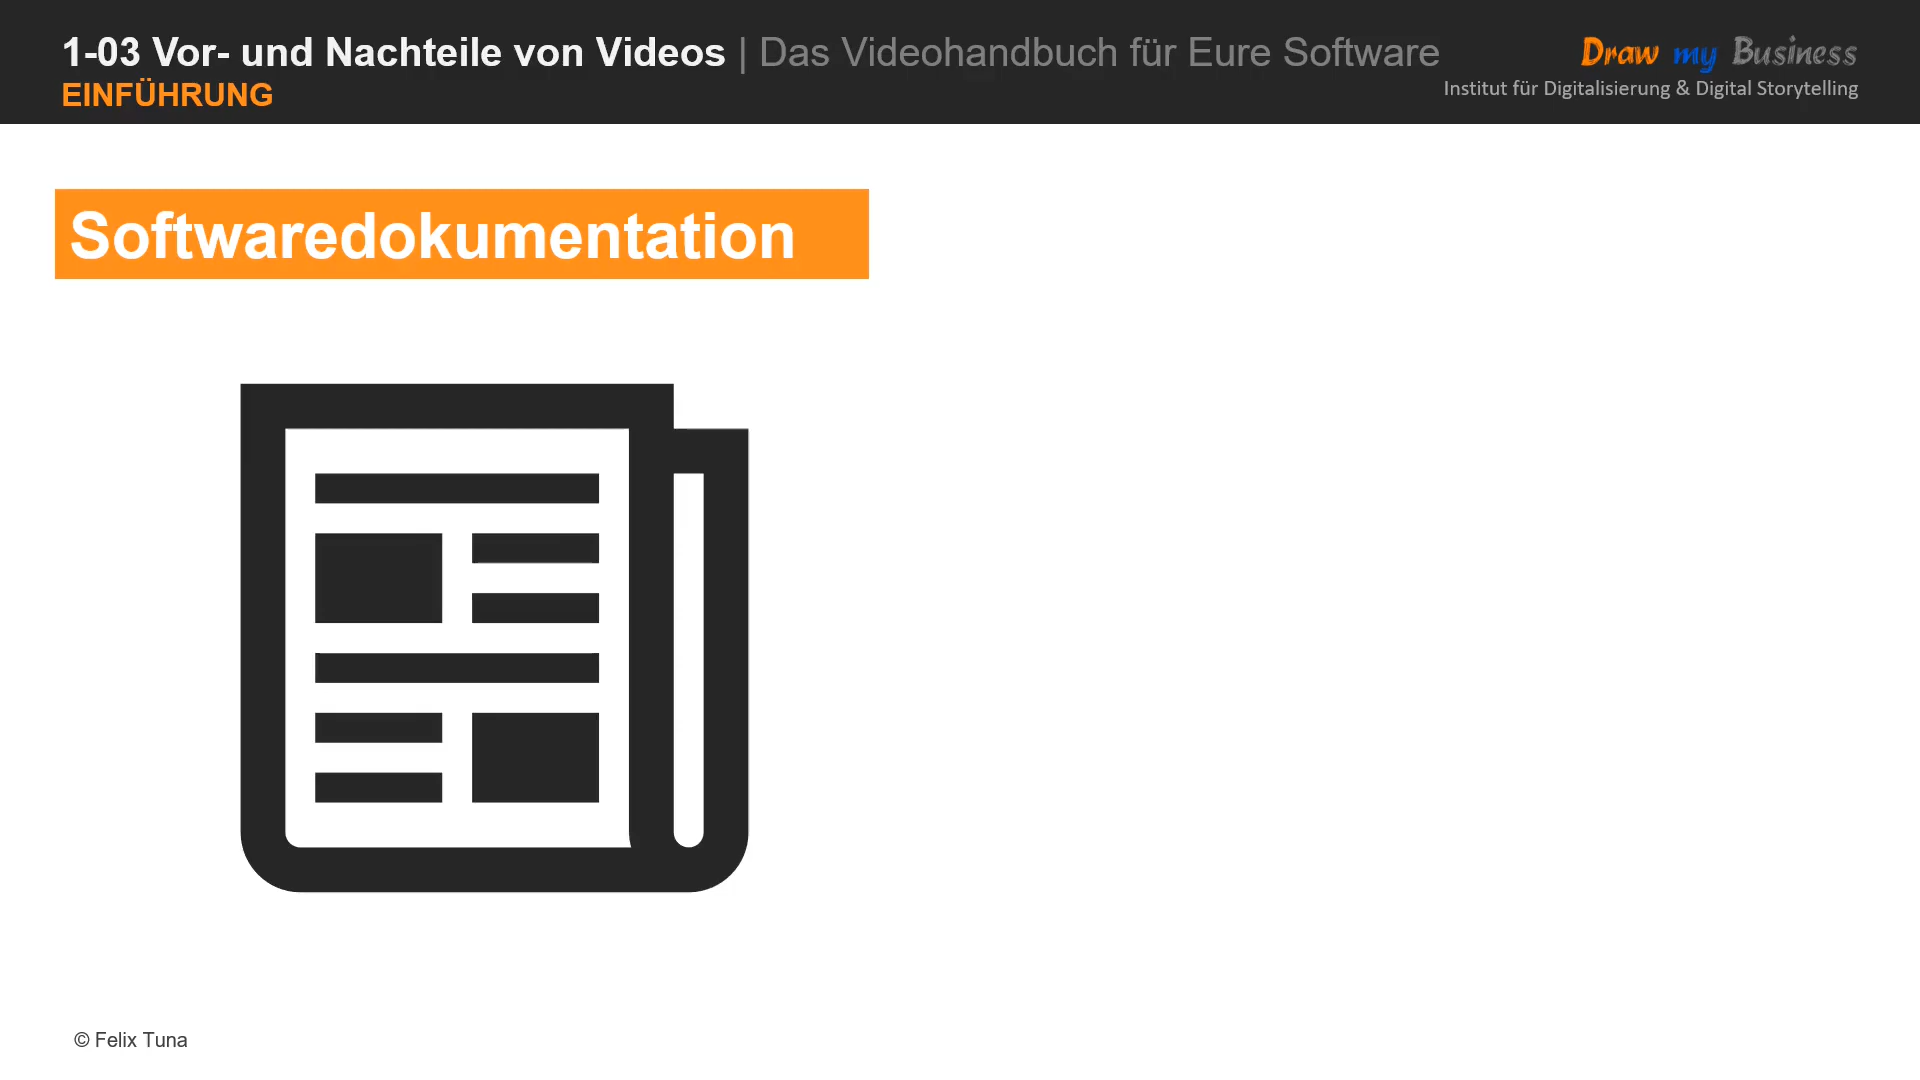 1-03 Vor- und Nachteile von Videos | Das Videohandbuch für Eure Software
EINFÜHRUNG
Draw my Business
Institut für Digitalisierung & Digital Storytelling
Softwaredokumentation
© Felix Tuna